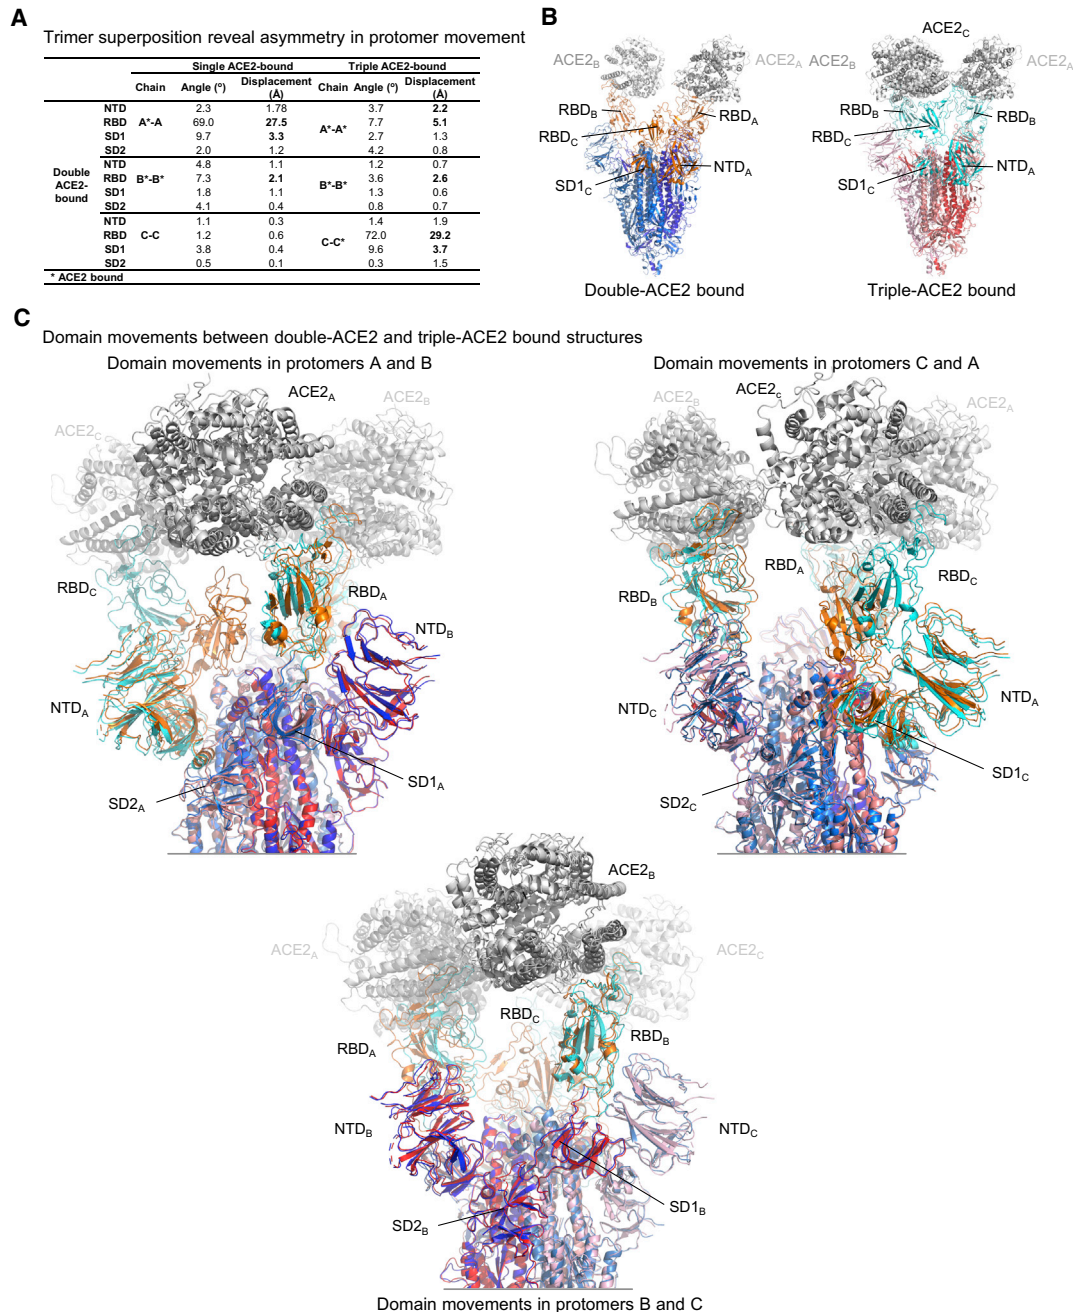 A
Trimer superposition reveal asymmetry in protomer movement
Single ACE2-bound Triple ACE2-bound
Chain Angle (º) Displacement (Å) Chain Angle (º) Displacement (Å)
Double ACE2-bound
NTD 2.3 1.78 3.7 2.2
RBD A*-A 69.0 27.5 A*-A* 7.7 5.1
SD1 9.7 3.3 2.7 1.3
SD2 2.0 1.2 4.2 0.8
NTD 4.8 1.1 1.2 0.7
RBD B*-B* 7.3 2.1 B*-B* 3.6 2.6
SD1 1.8 1.1 1.3 0.6
SD2 4.1 0.4 0.8 0.7
NTD 1.1 0.3 1.4 1.9
RBD C-C 1.2 0.6 C-C* 72.0 29.2
SD1 3.8 0.4 9.6 3.7
SD2 0.5 0.1 0.3 1.5
* ACE2 bound
B
ACE2B
ACE2A
RBDB
RBDA
RBDC
SD1C
NTDA
Double-ACE2 bound
ACE2C
ACE2B
ACE2A
RBDB
RBDB
RBDC
SD1C
NTDA
Triple-ACE2 bound
C
Domain movements between double-ACE2 and triple-ACE2 bound structures
Domain movements in protomers A and B
ACE2A
ACE2B
ACE2C
RBDC
RBDA
NTDB
NTDA
SD1A
SD2A
Domain movements in protomers C and A
ACE2c
ACE2B
ACE2A
RBDA
RBDC
RBDB
NTDC
NTDA
SD1C
SD2C
ACE2B
ACE2A
ACE2C
RBDC
RBDB
RBDA
NTDB
NTDC
SD1B
SD2B
Domain movements in protomers B and C